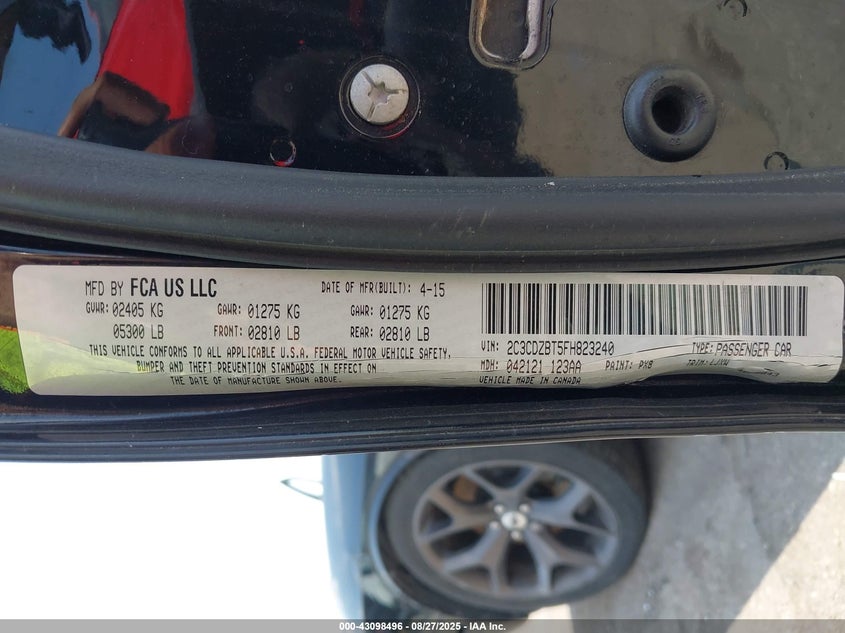 MFD BY FCA US LLC DATE OF MFR(BUILT): 4-15
GVWR: 02405 KG GAWR: 01275 KG GAWR: 01275 KG
05300 LB FRONT: 02810 LB REAR: 02810 LB
THIS VEHICLE CONFORMS TO ALL APPLICABLE U.S.A. FEDERAL MOTOR VEHICLE SAFETY,
BUMPER AND THEFT PREVENTION STANDARDS IN EFFECT ON
THE DATE OF MANUFACTURE SHOWN ABOVE.
VIN: 2C3CDZBT5FH823240 TYPE: PASSENGER CAR
MDH: 042121 123AA PAINT: PX8 TRIM:
VEHICLE MADE IN CANADA
000-43098496 - 08/27/2025 - IAA Inc.